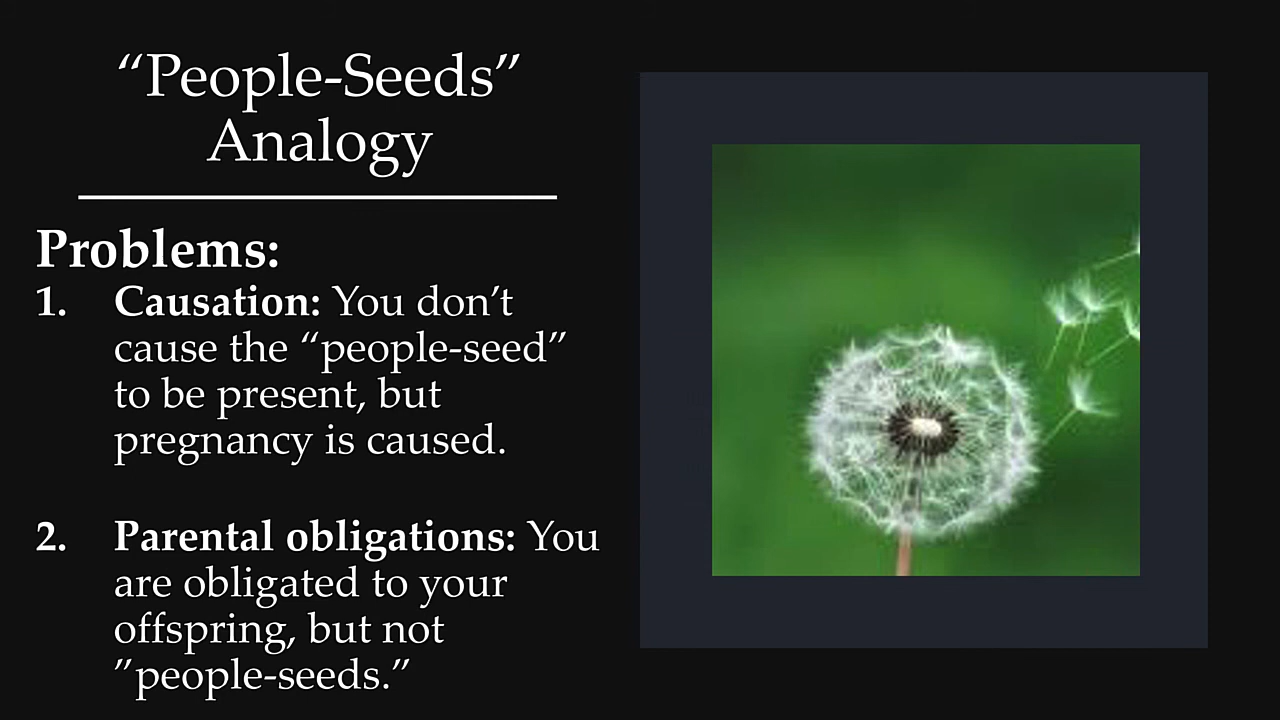 “People-Seeds”
Analogy
Problems:
1. Causation: You don’t
cause the “people-seed”
to be present, but
pregnancy is caused.
2. Parental obligations: You
are obligated to your
offspring, but not
”people-seeds.”